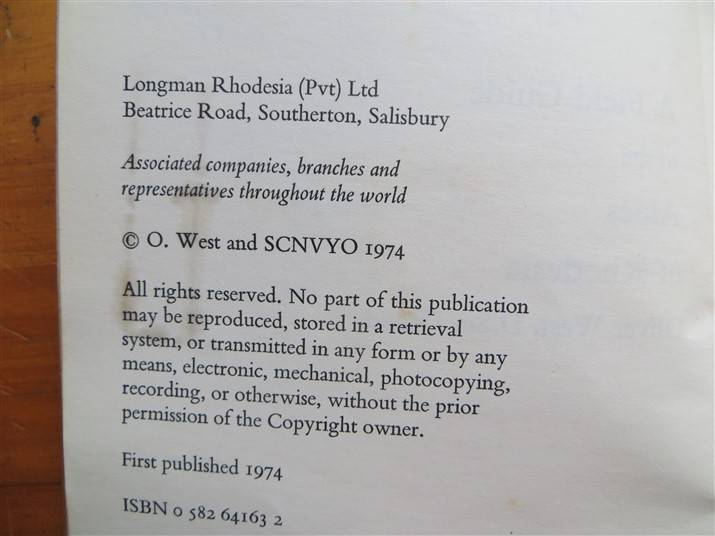 Longman Rhodesia (Pvt) Ltd
Beatrice Road, Southerton, Salisbury
Associated companies, branches and
representatives throughout the world
© O. West and SCNVYO 1974
All rights reserved. No part of this publication
may be reproduced, stored in a retrieval
system, or transmitted in any form or by any
means, electronic, mechanical, photocopying,
recording, or otherwise, without the prior
permission of the Copyright owner.
First published 1974
ISBN 0 582 64163 2